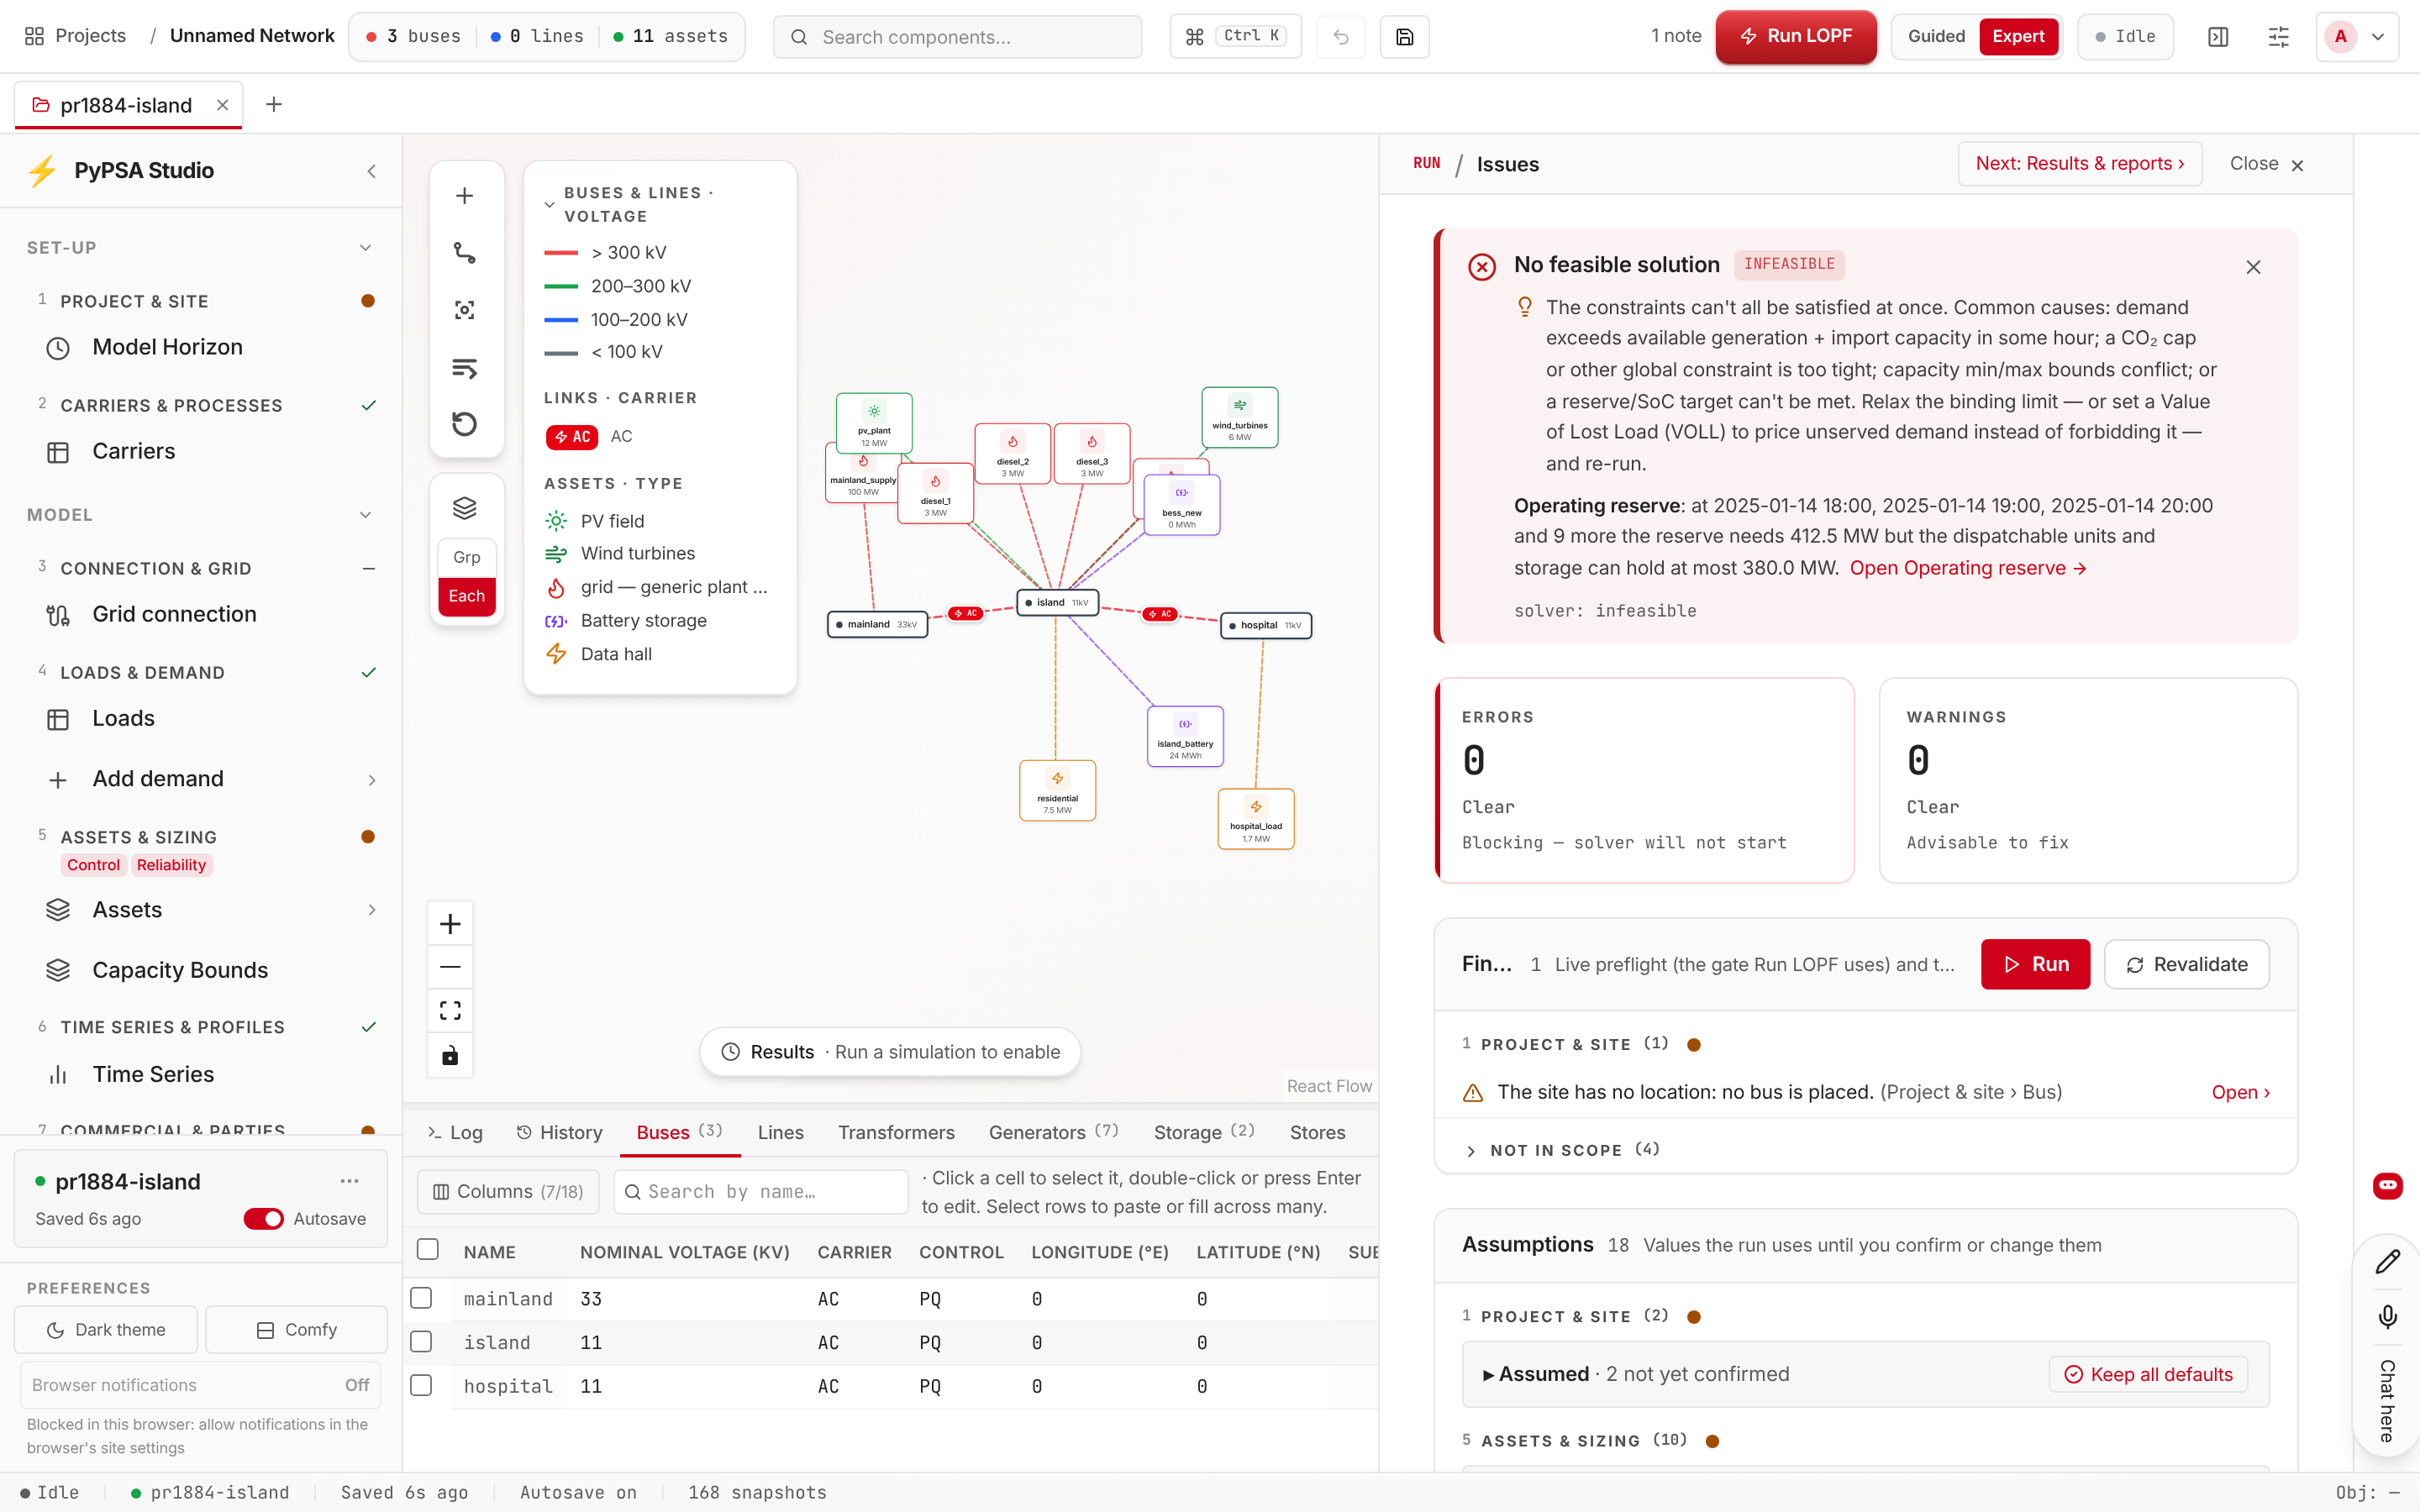 Projects / Unnamed Network
3 buses 0 lines 11 assets
Search components...
Ctrl K
1 note
Run LOPF
Guided Expert
Idle
A
pr1884-island
PyPSA Studio
SET-UP
1 PROJECT & SITE
Model Horizon
2 CARRIERS & PROCESSES
Carriers
MODEL
3 CONNECTION & GRID
Grid connection
4 LOADS & DEMAND
Loads
Add demand
5 ASSETS & SIZING
Control Reliability
Assets
Capacity Bounds
6 TIME SERIES & PROFILES
Time Series
7 COMMERCIAL & PARTIES
pr1884-island
Saved 6s ago
Autosave
PREFERENCES
Dark theme
Comfy
Browser notifications Off
Blocked in this browser: allow notifications in the
browser's site settings
Grp
Each
BUSES & LINES ·
VOLTAGE
> 300 kV
200–300 kV
100–200 kV
< 100 kV
LINKS · CARRIER
AC AC
ASSETS · TYPE
PV field
Wind turbines
grid — generic plant ...
Battery storage
Data hall
pv_plant
12 MW
mainland_supply
100 MW
diesel_1
3 MW
diesel_2
3 MW
diesel_3
3 MW
wind_turbines
6 MW
bess_new
0 MWh
mainland 33kV
AC
island 11kV
AC
hospital 11kV
island_battery
24 MWh
residential
7.5 MW
hospital_load
1.7 MW
Results · Run a simulation to enable
React Flow
Log
History
Buses (3)
Lines
Transformers
Generators (7)
Storage (2)
Stores
Columns (7/18)
Search by name…
· Click a cell to select it, double-click or press Enter
to edit. Select rows to paste or fill across many.
NAME NOMINAL VOLTAGE (KV) CARRIER CONTROL LONGITUDE (°E) LATITUDE (°N) SUB
mainland 33 AC PQ 0 0
island 11 AC PQ 0 0
hospital 11 AC PQ 0 0
RUN / Issues
Next: Results & reports ›
Close
No feasible solution INFEASIBLE
The constraints can't all be satisfied at once. Common causes: demand
exceeds available generation + import capacity in some hour; a CO₂ cap
or other global constraint is too tight; capacity min/max bounds conflict; or
a reserve/SoC target can't be met. Relax the binding limit — or set a Value
of Lost Load (VOLL) to price unserved demand instead of forbidding it —
and re-run.
Operating reserve: at 2025-01-14 18:00, 2025-01-14 19:00, 2025-01-14 20:00
and 9 more the reserve needs 412.5 MW but the dispatchable units and
storage can hold at most 380.0 MW. Open Operating reserve →
solver: infeasible
ERRORS
0
Clear
Blocking — solver will not start
WARNINGS
0
Clear
Advisable to fix
Fin... 1 Live preflight (the gate Run LOPF uses) and t...
Run
Revalidate
1 PROJECT & SITE (1)
The site has no location: no bus is placed. (Project & site › Bus)
Open ›
NOT IN SCOPE (4)
Assumptions 18 Values the run uses until you confirm or change them
1 PROJECT & SITE (2)
▸ Assumed · 2 not yet confirmed
Keep all defaults
5 ASSETS & SIZING (10)
Chat here
Idle
pr1884-island
Saved 6s ago
Autosave on
168 snapshots
Obj: —